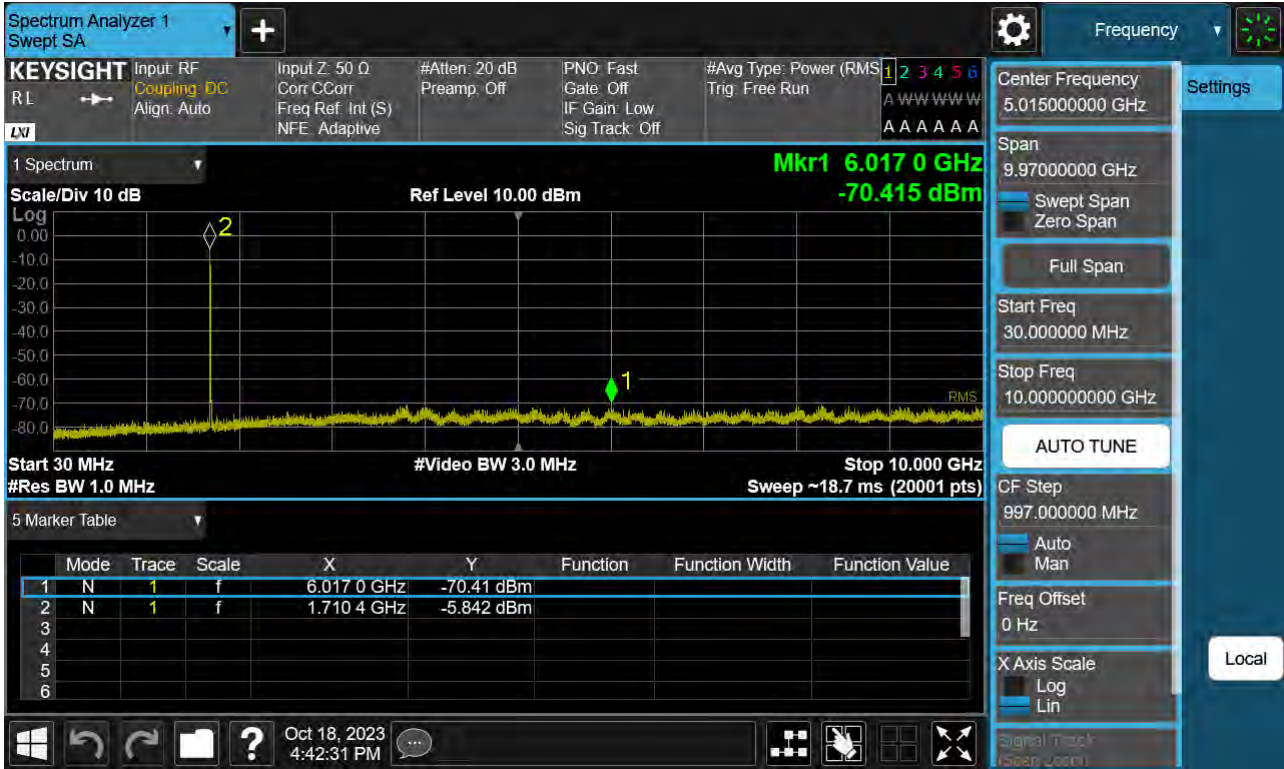 Spectrum Analyzer 1
Swept SA
Frequency
KEYSIGHT
RL
LXI
Input: RF
Coupling: DC
Align: Auto
Input Z: 50 Ω
Corr CCorr
Freq Ref: Int (S)
NFE: Adaptive
#Atten: 20 dB
Preamp: Off
PNO: Fast
Gate: Off
IF Gain: Low
Sig Track: Off
#Avg Type: Power (RMS
Trig: Free Run
1 2 3 4 5 6
A W W W W W
A A A A A A
1 Spectrum
Scale/Div 10 dB
Ref Level 10.00 dBm
Mkr1 6.017 0 GHz
-70.415 dBm
Log
0.00
-10.0
-20.0
-30.0
-40.0
-50.0
-60.0
-70.0
-80.0
2
1
RMS
Start 30 MHz
#Video BW 3.0 MHz
Stop 10.000 GHz
#Res BW 1.0 MHz
Sweep ~18.7 ms (20001 pts)
5 Marker Table
Mode Trace Scale X Y Function Function Width Function Value
1 N 1 f 6.017 0 GHz -70.41 dBm
2 N 1 f 1.710 4 GHz -5.842 dBm
3
4
5
6
Oct 18, 2023
4:42:31 PM
Center Frequency
5.015000000 GHz
Span
9.97000000 GHz
Swept Span
Zero Span
Full Span
Start Freq
30.000000 MHz
Stop Freq
10.000000000 GHz
AUTO TUNE
CF Step
997.000000 MHz
Auto
Man
Freq Offset
0 Hz
X Axis Scale
Log
Lin
Signal Track
(Span Zoom)
Settings
Local